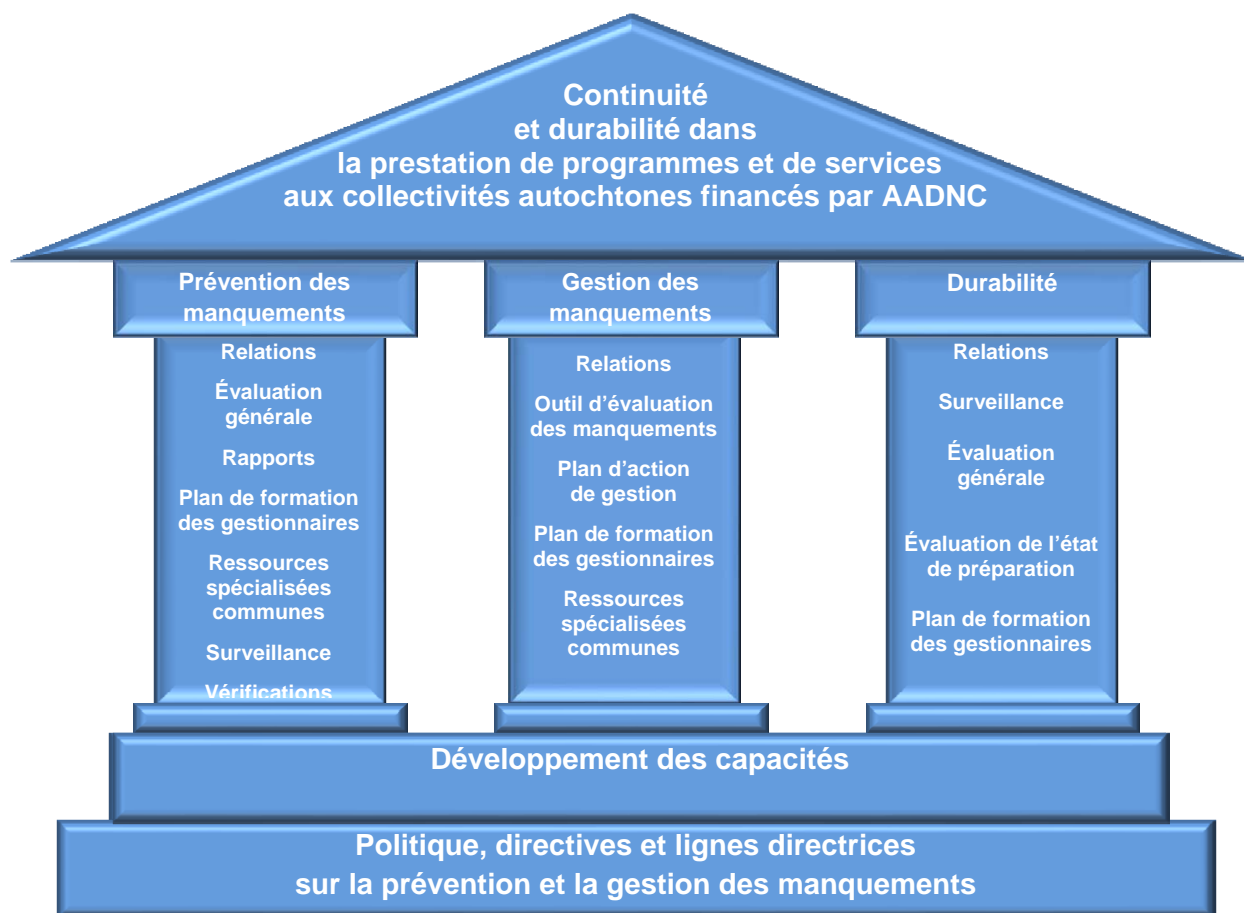 Continuité
et durabilité dans
la prestation de programmes et de services
aux collectivités autochtones financés par AADNC
Prévention des
manquements
Relations
Évaluation
générale
Rapports
Plan de formation
des gestionnaires
Ressources
spécialisées
communes
Surveillance
Vérifications
Gestion des
manquements
Relations
Outil d’évaluation
des manquements
Plan d’action
de gestion
Plan de formation
des gestionnaires
Ressources
spécialisées
communes
Durabilité
Relations
Surveillance
Évaluation
générale
Évaluation de l’état
de préparation
Plan de formation
des gestionnaires
Développement des capacités
Politique, directives et lignes directrices
sur la prévention et la gestion des manquements